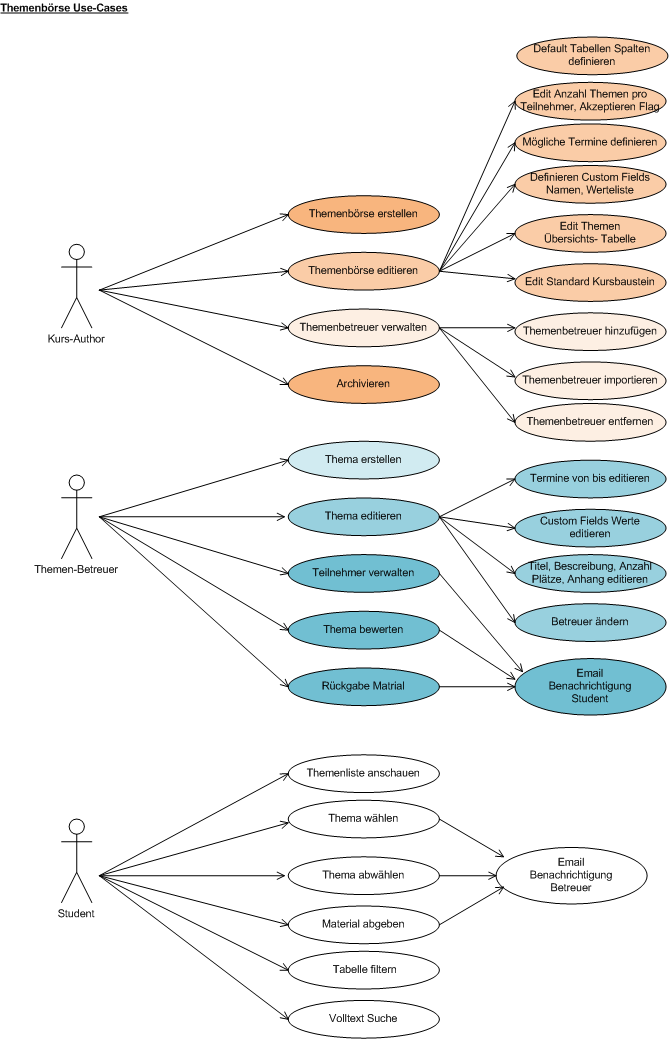 Themenbörse Use-Cases
Default Tabellen Spalten
definieren
Edit Anzahl Themen pro
Teilnehmer, Akzeptieren Flag
Mögliche Termine definieren
Definieren Custom Fields
Namen, Werteliste
Themenbörse erstellen
Edit Themen
Übersichts- Tabelle
Themenbörse editieren
Edit Standard Kursbaustein
Kurs-Author
Themenbetreuer verwalten
Themenbetreuer hinzufügen
Archivieren
Themenbetreuer importieren
Themenbetreuer entfernen
Thema erstellen
Termine von bis editieren
Thema editieren
Custom Fields Werte
editieren
Themen-Betreuer
Teilnehmer verwalten
Titel, Bescreibung, Anzahl
Plätze, Anhang editieren
Thema bewerten
Betreuer ändern
Rückgabe Matrial
Email
Benachrichtigung
Student
Themenliste anschauen
Thema wählen
Thema abwählen
Email
Benachrichtigung
Betreuer
Student
Material abgeben
Tabelle filtern
Volltext Suche